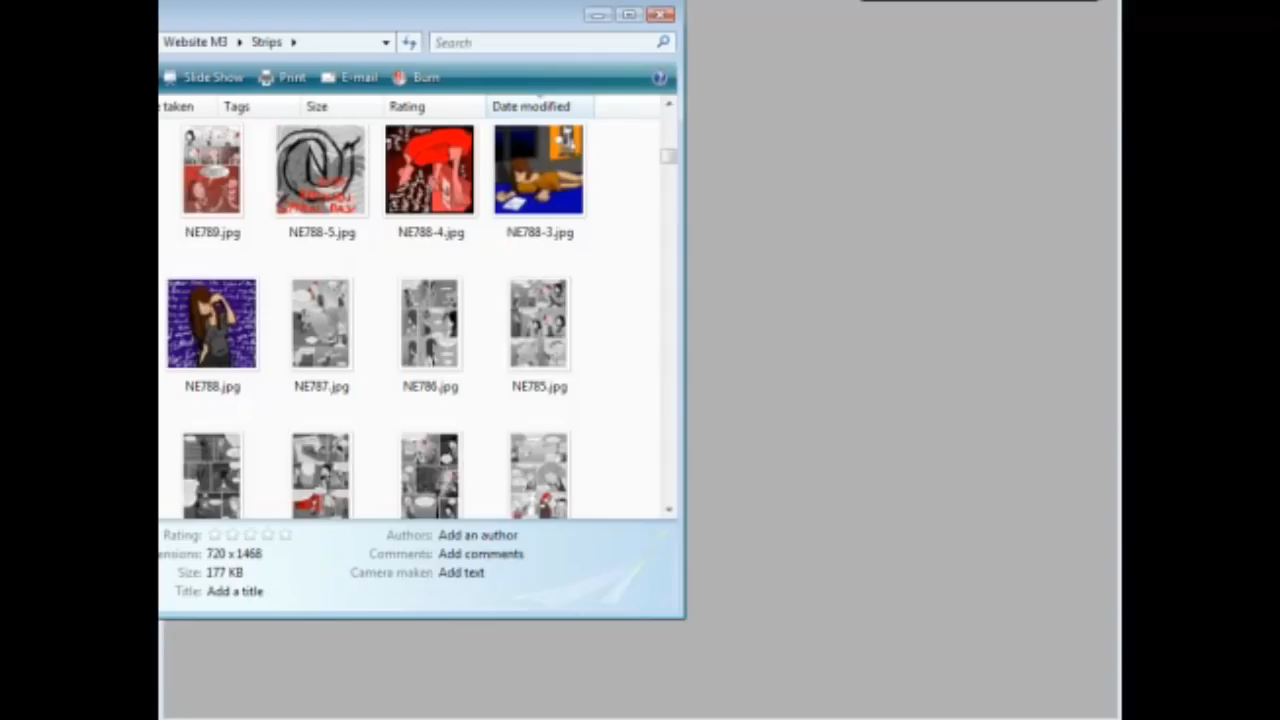 Website M3 Strips
Search
Slide Show Print E-mail Burn
e taken Tags Size Rating Date modified
NE789.jpg NE788-5.jpg NE788-4.jpg NE788-3.jpg
NE788.jpg NE787.jpg NE786.jpg NE785.jpg
Rating: Authors: Add an author
ensions: 720 x 1468 Comments: Add comments
Size: 177 KB Camera maker: Add text
Title: Add a title